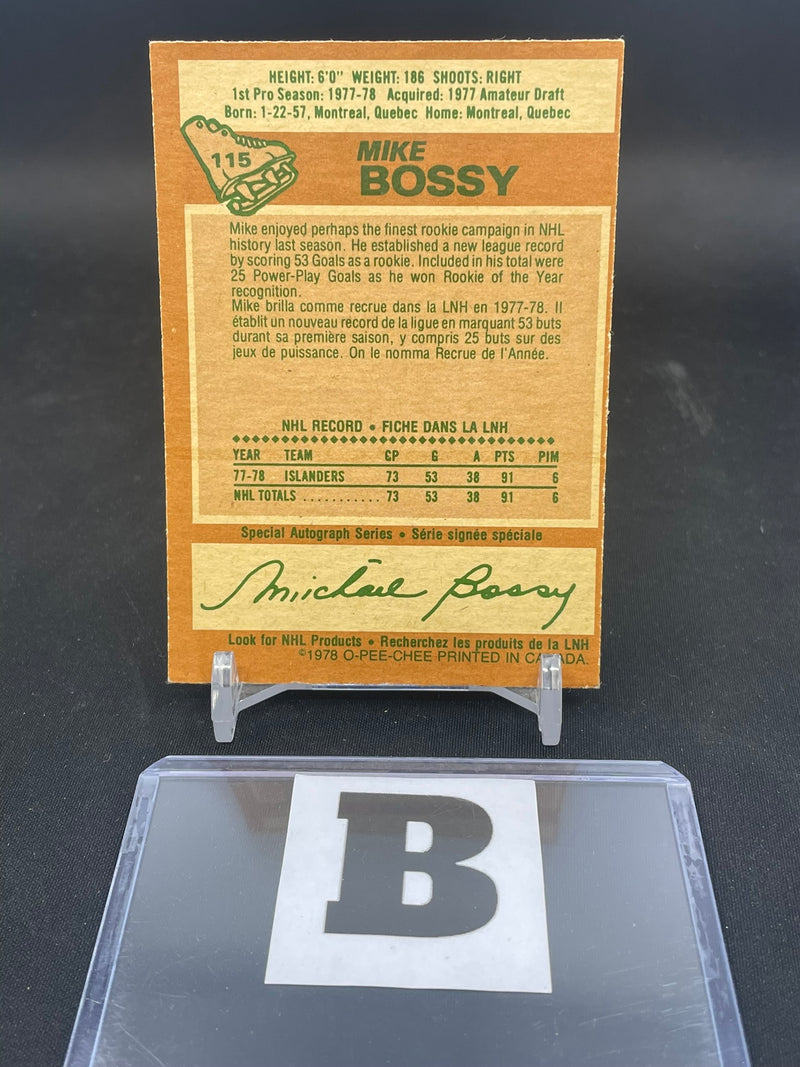 HEIGHT: 6'0" WEIGHT: 186 SHOOTS: RIGHT
1st Pro Season: 1977-78 Acquired: 1977 Amateur Draft
Born: 1-22-57, Montreal, Quebec Home: Montreal, Quebec
115
MIKE
BOSSY
Mike enjoyed perhaps the finest rookie campaign in NHL
history last season. He established a new league record
by scoring 53 Goals as a rookie. Included in his total were
25 Power-Play Goals as he won Rookie of the Year
recognition.
Mike brilla comme recrue dans la LNH en 1977-78. Il
établit un nouveau record de la ligue en marquant 53 buts
durant sa première saison, y compris 25 buts sur des
jeux de puissance. On le nomma Recrue de l'Année.
NHL RECORD • FICHE DANS LA LNH
YEAR TEAM GP G A PTS PIM
77-78 ISLANDERS 73 53 38 91 6
NHL TOTALS ........... 73 53 38 91 6
Special Autograph Series • Série signée spéciale
Michael Bossy
Look for NHL Products • Recherchez les produits de la LNH
©1978 O-PEE-CHEE PRINTED IN CANADA.
B